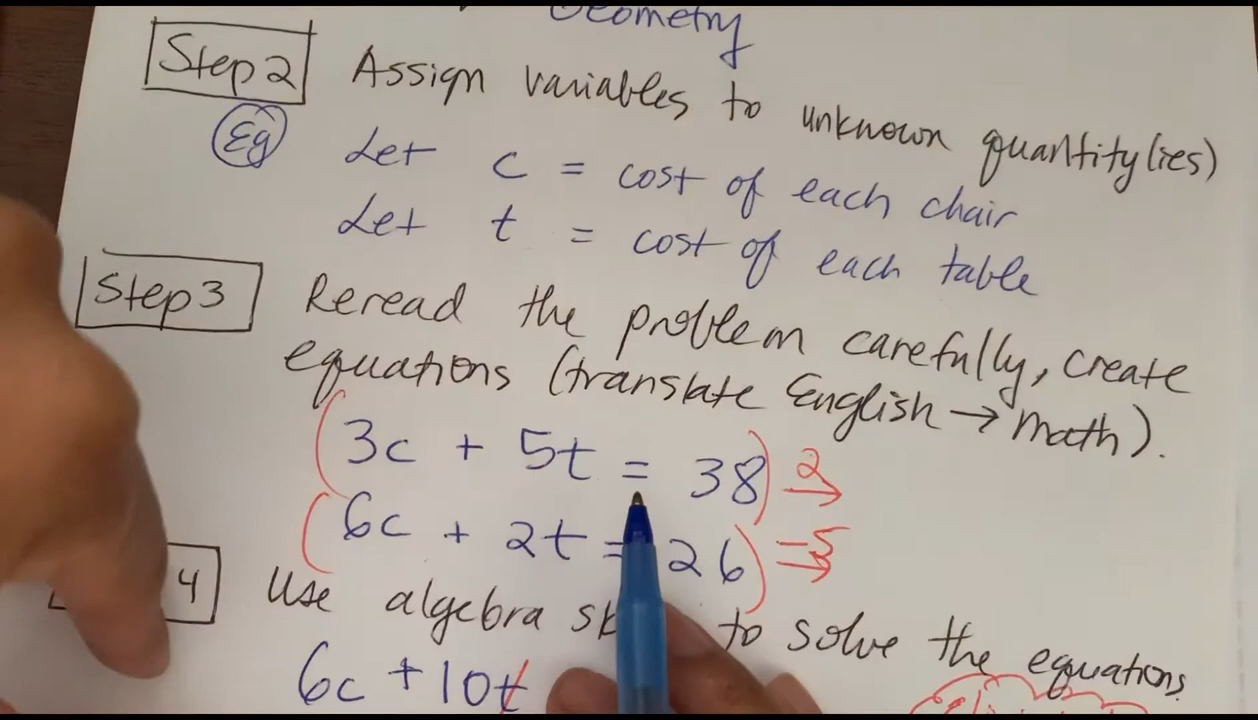 Geometry
Step 2 Assign variables to unknown quantity(ies)
Eg Let c = cost of each chair
Let t = cost of each table
Step 3 Reread the problem carefully, create
equations (translate English → math).
(3c + 5t = 38) 2→
(6c + 2t = 26) -5→
4 Use algebra to solve the equations
6c + 10t